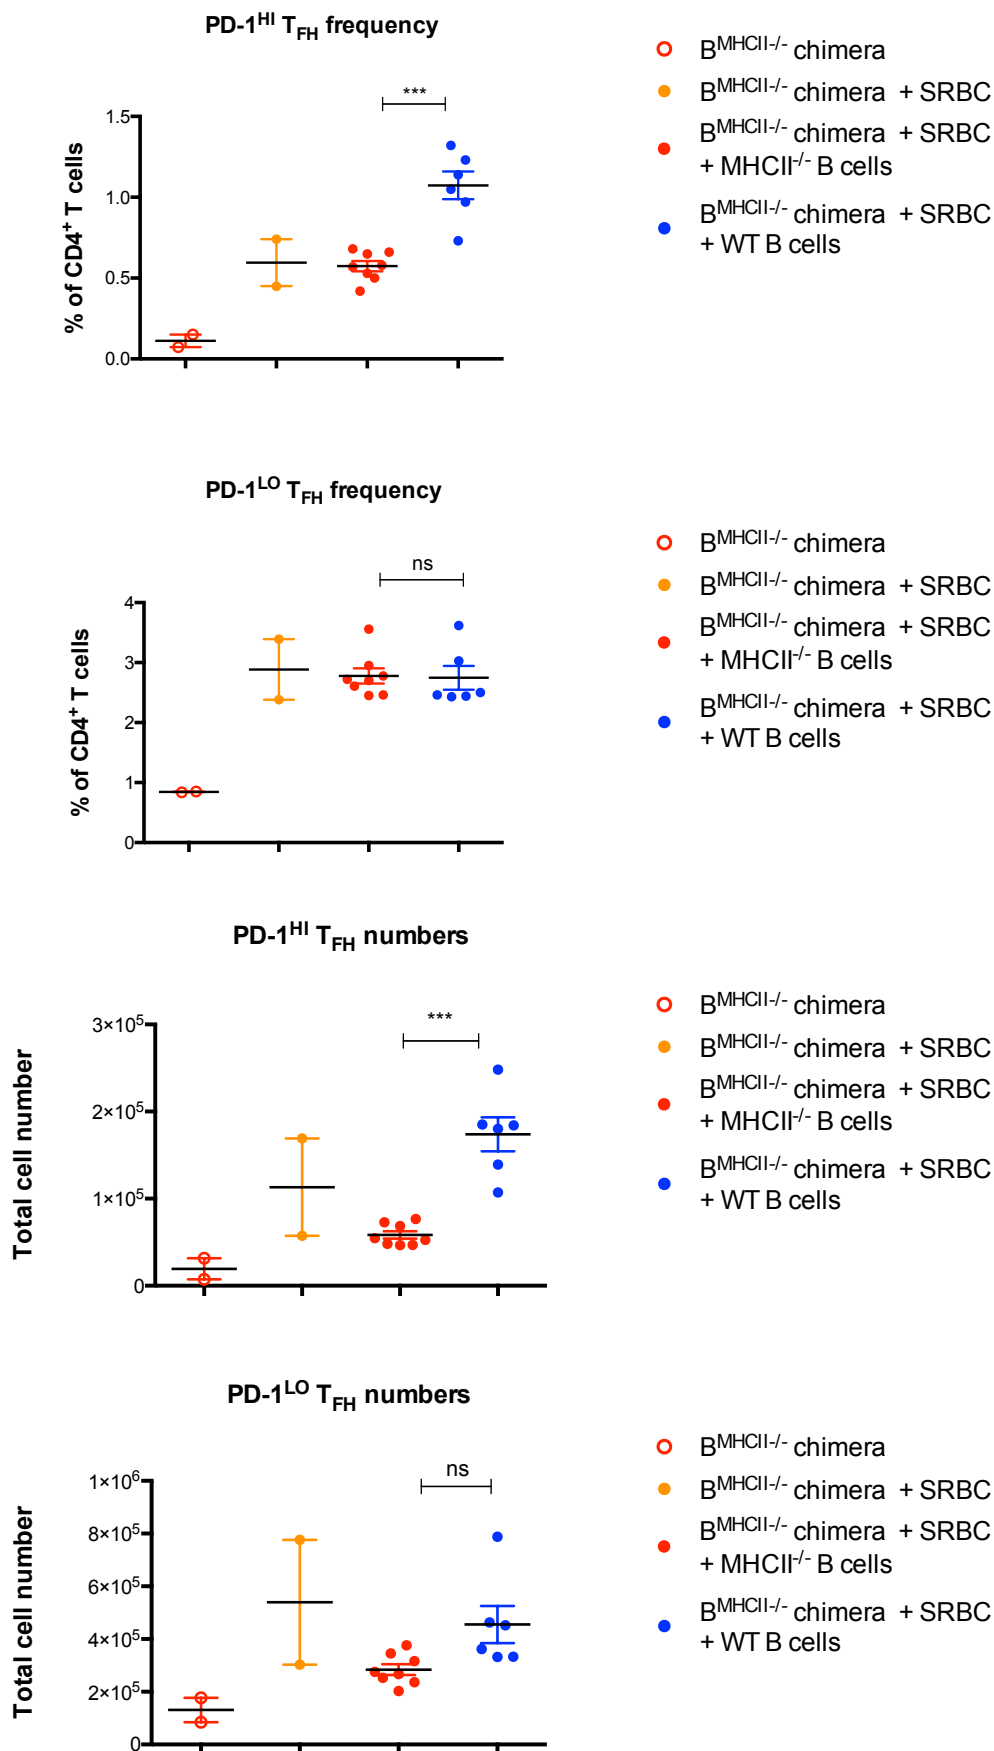 PD-1HI TFH frequency
% of CD4+ T cells
1.5
1.0
0.5
0.0
***
BMHCII-/- chimera
BMHCII-/- chimera + SRBC
BMHCII-/- chimera + SRBC
+ MHCII-/- B cells
BMHCII-/- chimera + SRBC
+ WT B cells
PD-1LO TFH frequency
% of CD4+ T cells
4
3
2
1
0
ns
BMHCII-/- chimera
BMHCII-/- chimera + SRBC
BMHCII-/- chimera + SRBC
+ MHCII-/- B cells
BMHCII-/- chimera + SRBC
+ WT B cells
PD-1HI TFH numbers
Total cell number
3×10⁵
2×10⁵
1×10⁵
0
***
BMHCII-/- chimera
BMHCII-/- chimera + SRBC
BMHCII-/- chimera + SRBC
+ MHCII-/- B cells
BMHCII-/- chimera + SRBC
+ WT B cells
PD-1LO TFH numbers
Total cell number
1×10⁶
8×10⁵
6×10⁵
4×10⁵
2×10⁵
0
ns
BMHCII-/- chimera
BMHCII-/- chimera + SRBC
BMHCII-/- chimera + SRBC
+ MHCII-/- B cells
BMHCII-/- chimera + SRBC
+ WT B cells